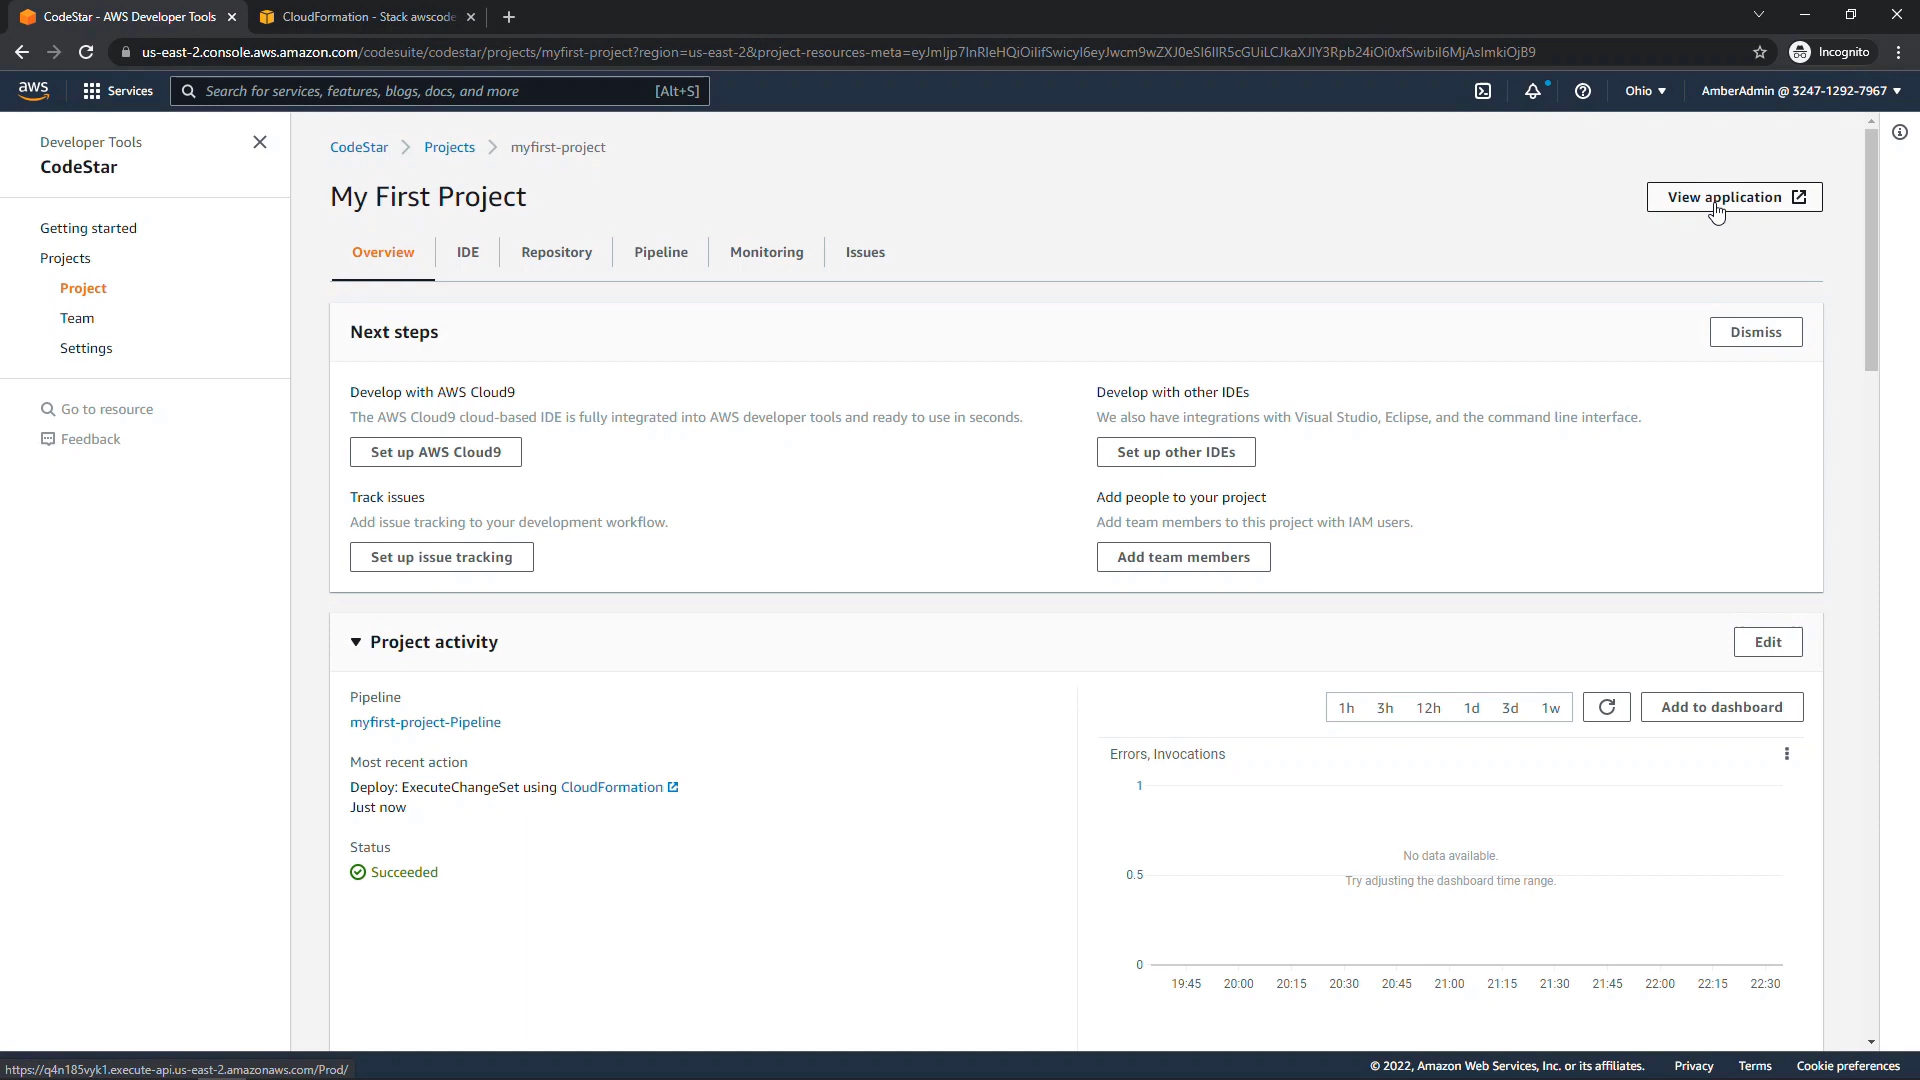 CodeStar - AWS Developer Tools
CloudFormation - Stack awscode
us-east-2.console.aws.amazon.com/codesuite/codestar/projects/myfirst-project?region=us-east-2&project-resources-meta=eyJmIjp7InRleHQiOiIifSwicyI6eyJwcm9wZXJ0eSI6IlR5cGUiLCJkaXJlY3Rpb24iOi0xfSwibiI6MjAsImkiOjB9
Incognito
aws
Services
Search for services, features, blogs, docs, and more
[Alt+S]
Ohio
AmberAdmin @ 3247-1292-7967
Developer Tools
CodeStar
Getting started
Projects
Project
Team
Settings
Go to resource
Feedback
CodeStar
Projects
myfirst-project
My First Project
View application
Overview
IDE
Repository
Pipeline
Monitoring
Issues
Next steps
Dismiss
Develop with AWS Cloud9
The AWS Cloud9 cloud-based IDE is fully integrated into AWS developer tools and ready to use in seconds.
Set up AWS Cloud9
Develop with other IDEs
We also have integrations with Visual Studio, Eclipse, and the command line interface.
Set up other IDEs
Track issues
Add issue tracking to your development workflow.
Set up issue tracking
Add people to your project
Add team members to this project with IAM users.
Add team members
Project activity
Edit
Pipeline
myfirst-project-Pipeline
Most recent action
Deploy: ExecuteChangeSet using CloudFormation
Just now
Status
Succeeded
1h 3h 12h 1d 3d 1w
Add to dashboard
Errors, Invocations
1
No data available.
0.5
Try adjusting the dashboard time range.
0
19:45 20:00 20:15 20:30 20:45 21:00 21:15 21:30 21:45 22:00 22:15 22:30
https://q4n185vyk1.execute-api.us-east-2.amazonaws.com/Prod/
© 2022, Amazon Web Services, Inc. or its affiliates.
Privacy
Terms
Cookie preferences